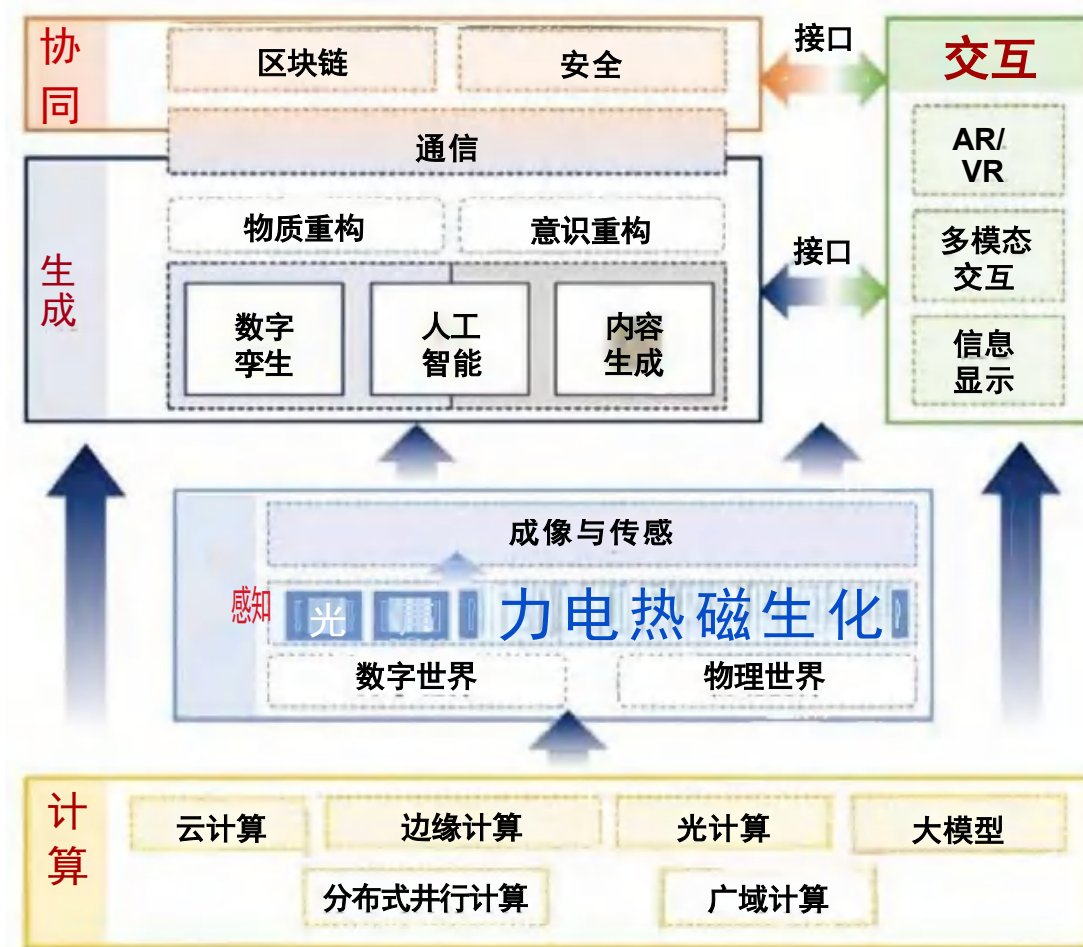 协同
区块链
安全
通信
接口
交互
AR/
VR
多模态
交互
信息
显示
生成
物质重构
意识重构
接口
数字
孪生
人工
智能
内容
生成
成像与传感
感知
光
力电热磁生化
数字世界
物理世界
计算
云计算
边缘计算
光计算
大模型
分布式并行计算
广域计算